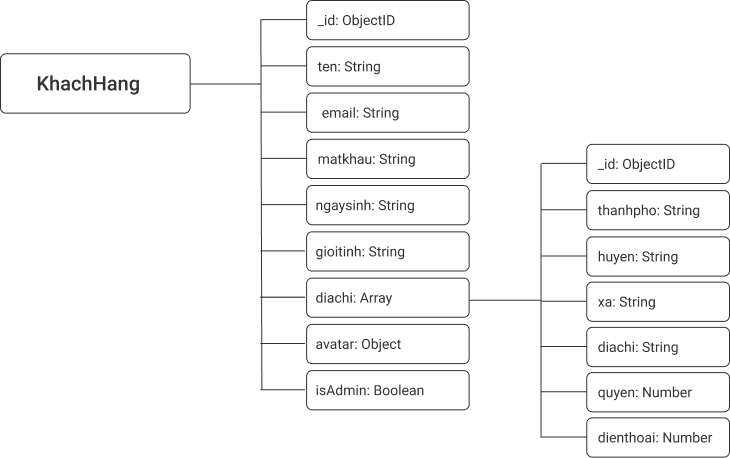 KhachHang
_id: ObjectID
ten: String
email: String
matkhau: String
ngaysinh: String
gioitinh: String
diachi: Array
avatar: Object
isAdmin: Boolean
_id: ObjectID
thanhpho: String
huyen: String
xa: String
diachi: String
quyen: Number
dienthoai: Number